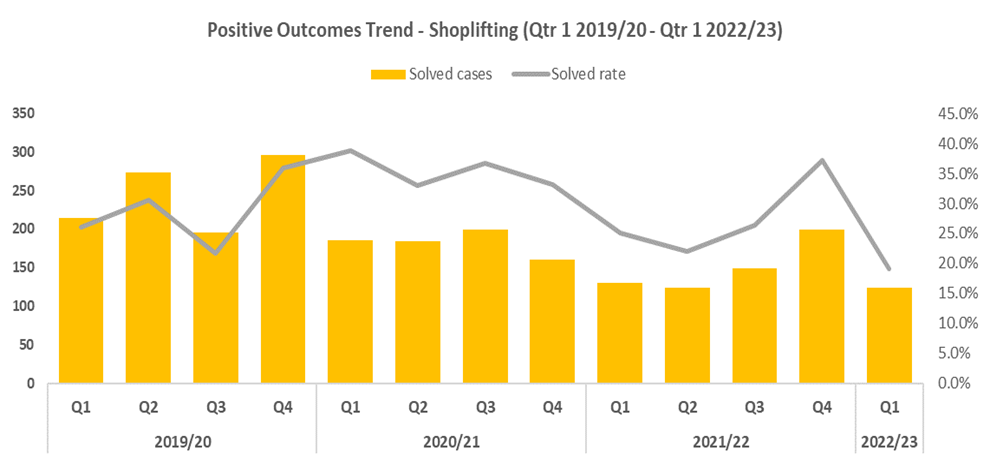 Positive Outcomes Trend - Shoplifting (Qtr 1 2019/20 - Qtr 1 2022/23)
Solved cases Solved rate
350 45.0%
300 40.0%
250 35.0%
200 30.0%
150 25.0%
100 20.0%
50 15.0%
0 10.0%
5.0%
0.0%
Q1 Q2 Q3 Q4 Q1 Q2 Q3 Q4 Q1 Q2 Q3 Q4 Q1
2019/20 2020/21 2021/22 2022/23